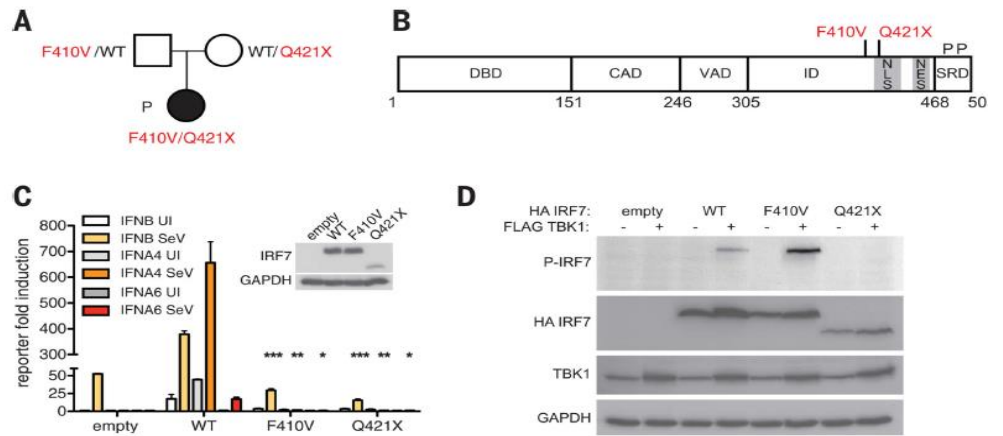 A
F410V /WT
WT/ Q421X
P
F410V/Q421X
B
F410V Q421X
P P
DBD CAD VAD ID NLS NES SRD
1 151 246 305 468 50
C
reporter fold induction
800
700
600
500
400
300
50
25
0
IFNB UI
IFNB SeV
IFNA4 UI
IFNA4 SeV
IFNA6 UI
IFNA6 SeV
empty WT F410V Q421X
IRF7
GAPDH
*** ** * *** ** *
empty WT F410V Q421X
D
HA IRF7: empty WT F410V Q421X
FLAG TBK1: - + - + - + - +
P-IRF7
HA IRF7
TBK1
GAPDH